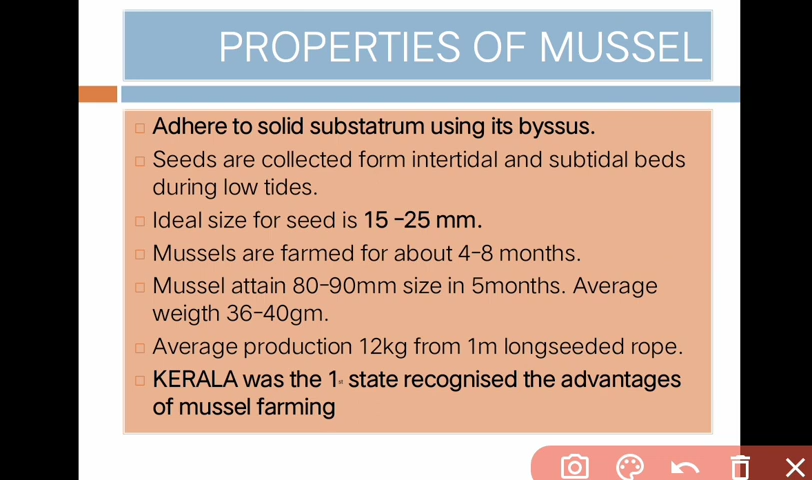 PROPERTIES OF MUSSEL
Adhere to solid substatrum using its byssus.
Seeds are collected form intertidal and subtidal beds
during low tides.
Ideal size for seed is 15 –25 mm.
Mussels are farmed for about 4–8 months.
Mussel attain 80–90mm size in 5months. Average
weigth 36–40gm.
Average production 12kg from 1m longseeded rope.
KERALA was the 1st state recognised the advantages
of mussel farming